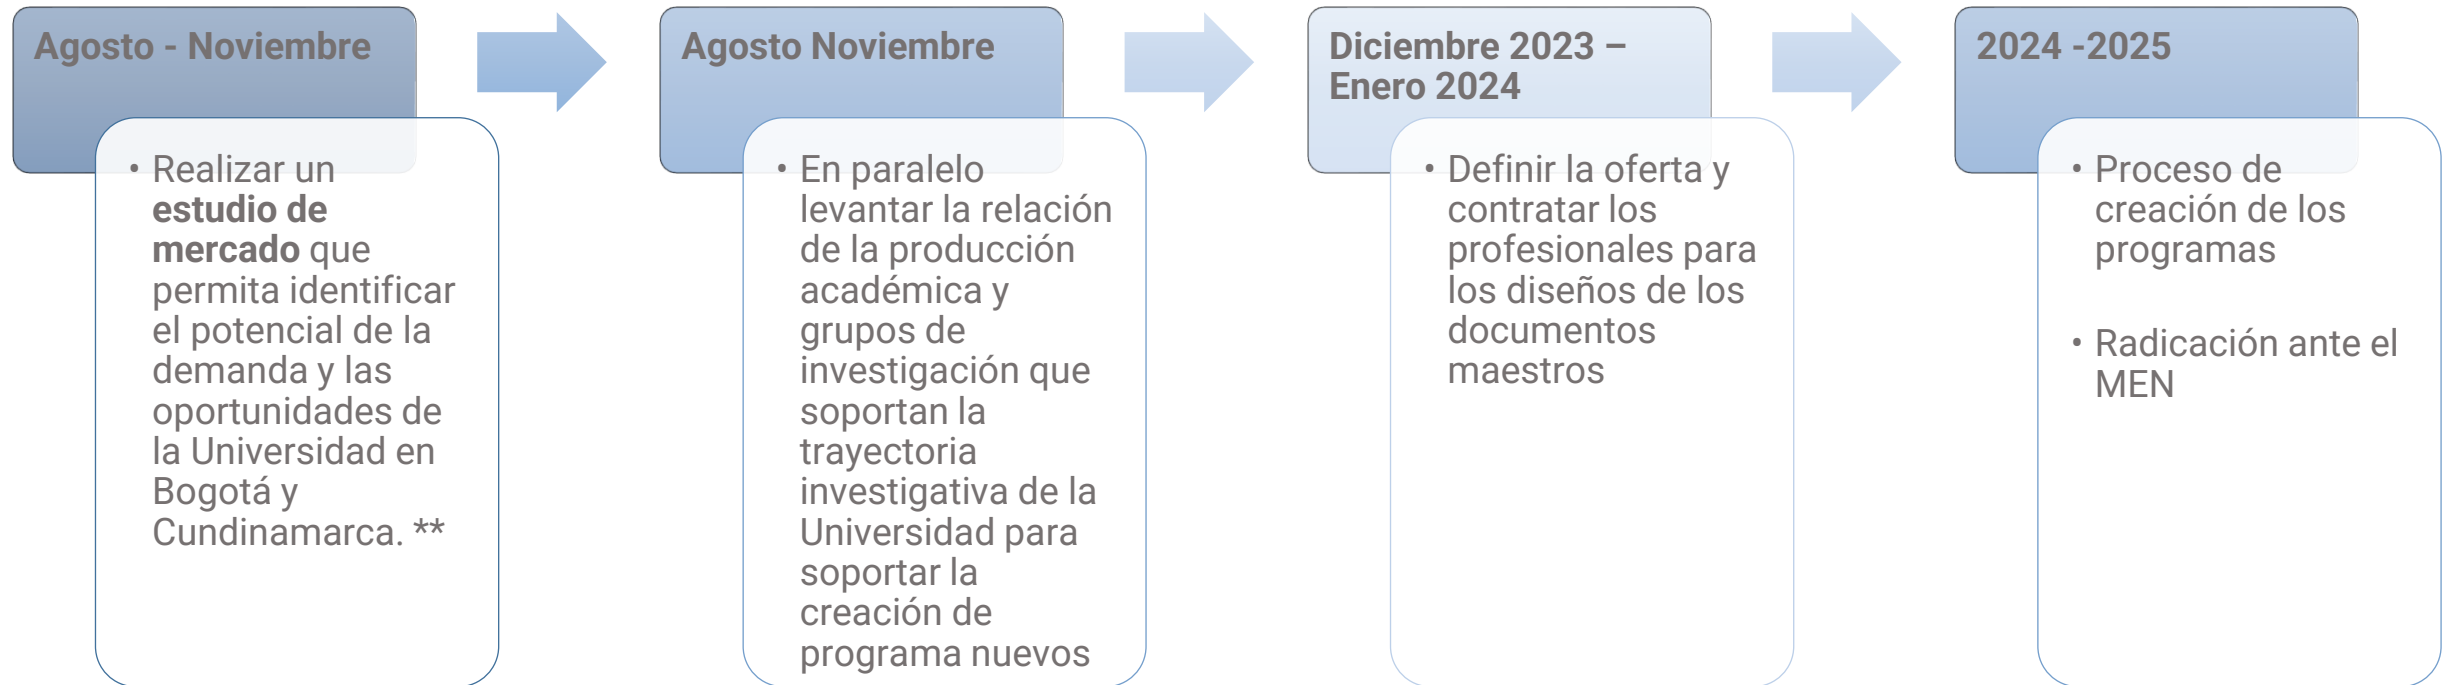 Agosto - Noviembre
• Realizar un
estudio de
mercado que
permita identificar
el potencial de la
demanda y las
oportunidades de
la Universidad en
Bogotá y
Cundinamarca. **
Agosto Noviembre
• En paralelo
levantar la relación
de la producción
académica y
grupos de
investigación que
soportan la
trayectoria
investigativa de la
Universidad para
soportar la
creación de
programa nuevos
Diciembre 2023 –
Enero 2024
• Definir la oferta y
contratar los
profesionales para
los diseños de los
documentos
maestros
2024 -2025
• Proceso de
creación de los
programas
• Radicación ante el
MEN